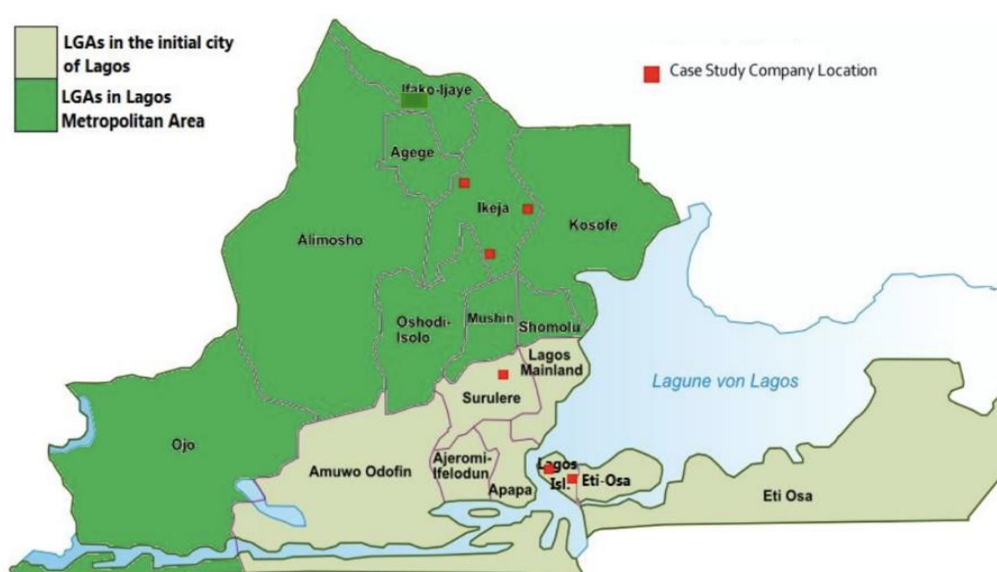 LGAs in the initial city
of Lagos
LGAs in Lagos
Metropolitan Area
Case Study Company Location
Ifako-Ijaye
Agege
Ikeja
Kosofe
Alimosho
Oshodi-
Isolo
Mushin
Shomolu
Lagos
Mainland
Lagune von Lagos
Surulere
Ojo
Amuwo Odofin
Ajeromi-
Ifelodun
Apapa
Lagos
Isl.
Eti-Osa
Eti Osa